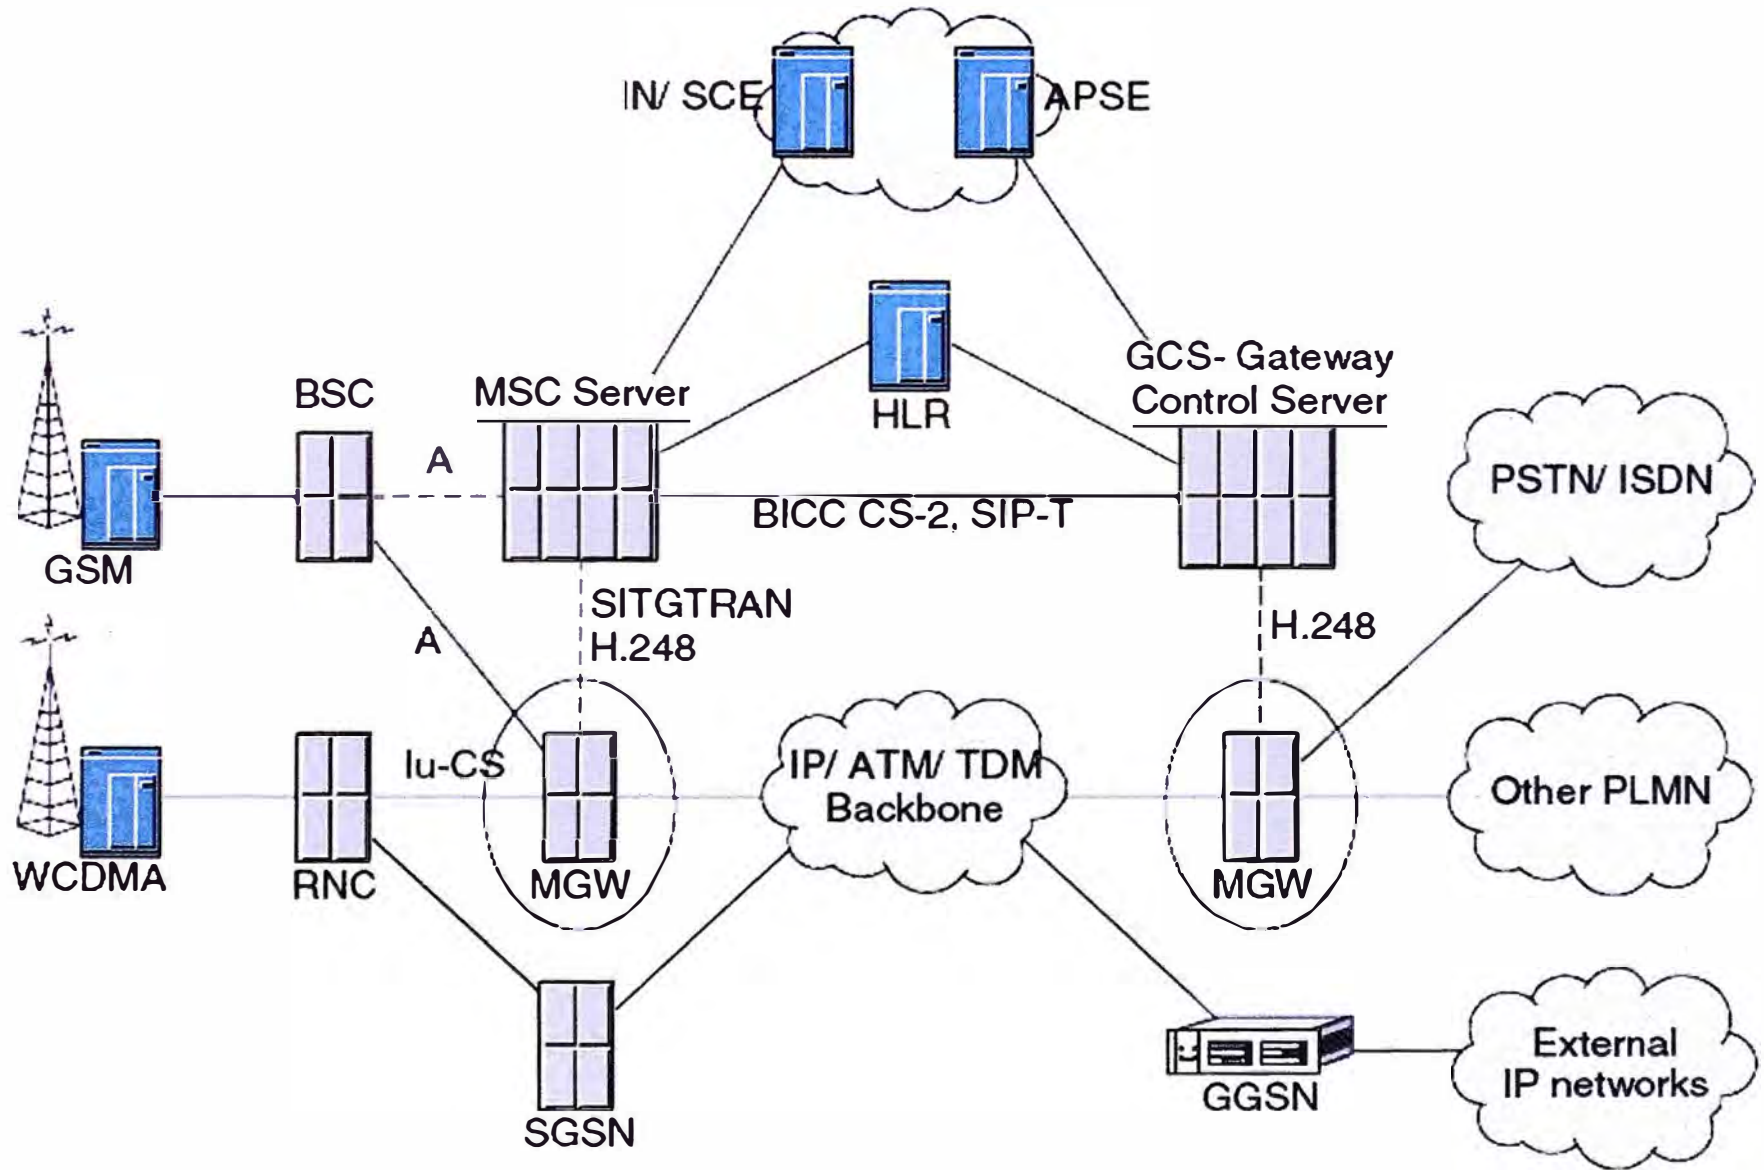 IN/ SCE
APSE
HLR
GCS- Gateway
Control Server
MSC Server
BSC
A
BICC CS-2, SIP-T
PSTN/ ISDN
GSM
SITGTRAN
H.248
H.248
A
Iu-CS
IP/ ATM/ TDM
Backbone
Other PLMN
WCDMA
RNC
MGW
MGW
External
IP networks
GGSN
SGSN